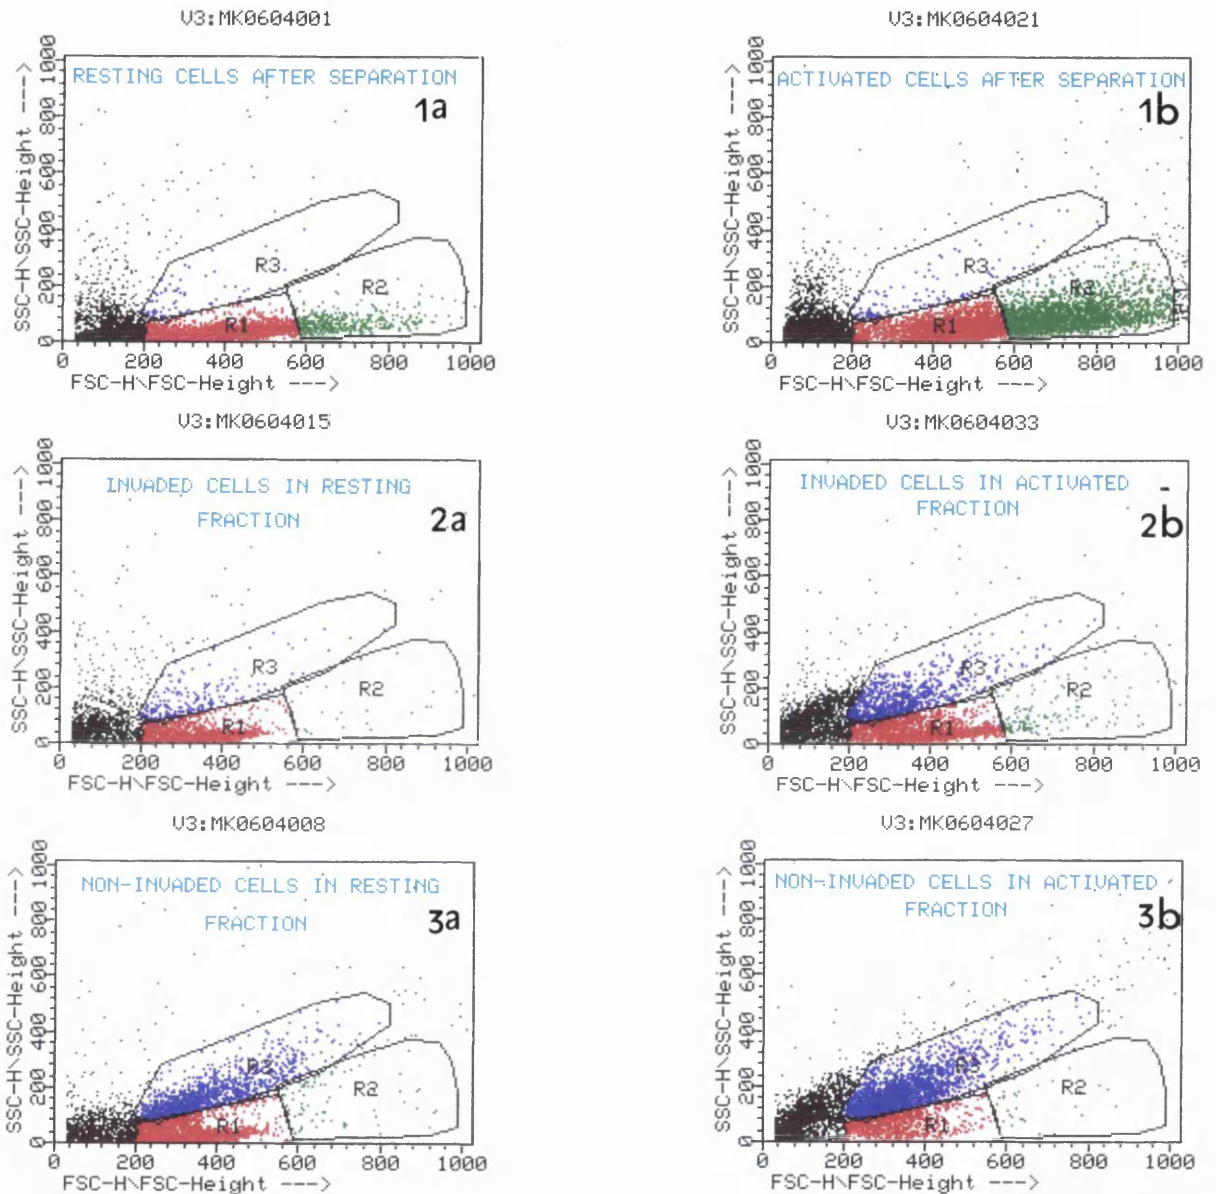 V3:MK0604001
RESTING CELLS AFTER SEPARATION
1a
R3
R2
R1
SSC-H\SSC-Height --->
0 200 400 600 800 1000
0 200 400 600 800 1000
FSC-H\FSC-Height --->
V3:MK0604021
ACTIVATED CELLS AFTER SEPARATION
1b
R3
R2
R1
SSC-H\SSC-Height --->
0 200 400 600 800 1000
0 200 400 600 800 1000
FSC-H\FSC-Height --->
V3:MK0604015
INVADED CELLS IN RESTING
FRACTION
2a
R3
R2
R1
SSC-H\SSC-Height --->
0 200 400 600 800 1000
0 200 400 600 800 1000
FSC-H\FSC-Height --->
V3:MK0604033
INVADED CELLS IN ACTIVATED
FRACTION
2b
R3
R2
R1
SSC-H\SSC-Height --->
0 200 400 600 800 1000
0 200 400 600 800 1000
FSC-H\FSC-Height --->
V3:MK0604008
NON-INVADED CELLS IN RESTING
FRACTION
3a
R3
R2
R1
SSC-H\SSC-Height --->
0 200 400 600 800 1000
0 200 400 600 800 1000
FSC-H\FSC-Height --->
V3:MK0604027
NON-INVADED CELLS IN ACTIVATED
FRACTION
3b
R3
R2
R1
SSC-H\SSC-Height --->
0 200 400 600 800 1000
0 200 400 600 800 1000
FSC-H\FSC-Height --->